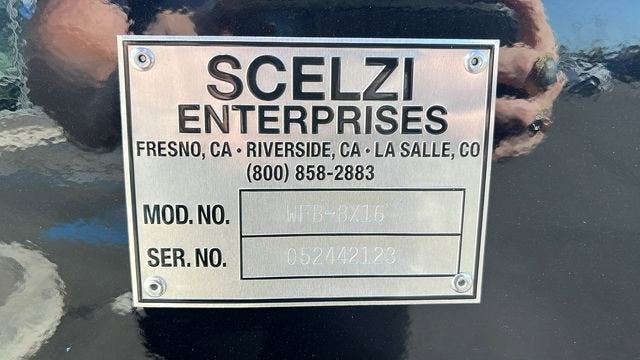 SCELZI
ENTERPRISES
FRESNO, CA • RIVERSIDE, CA • LA SALLE, CO
(800) 858-2883
MOD. NO. WFB-8X16
SER. NO. 052442123